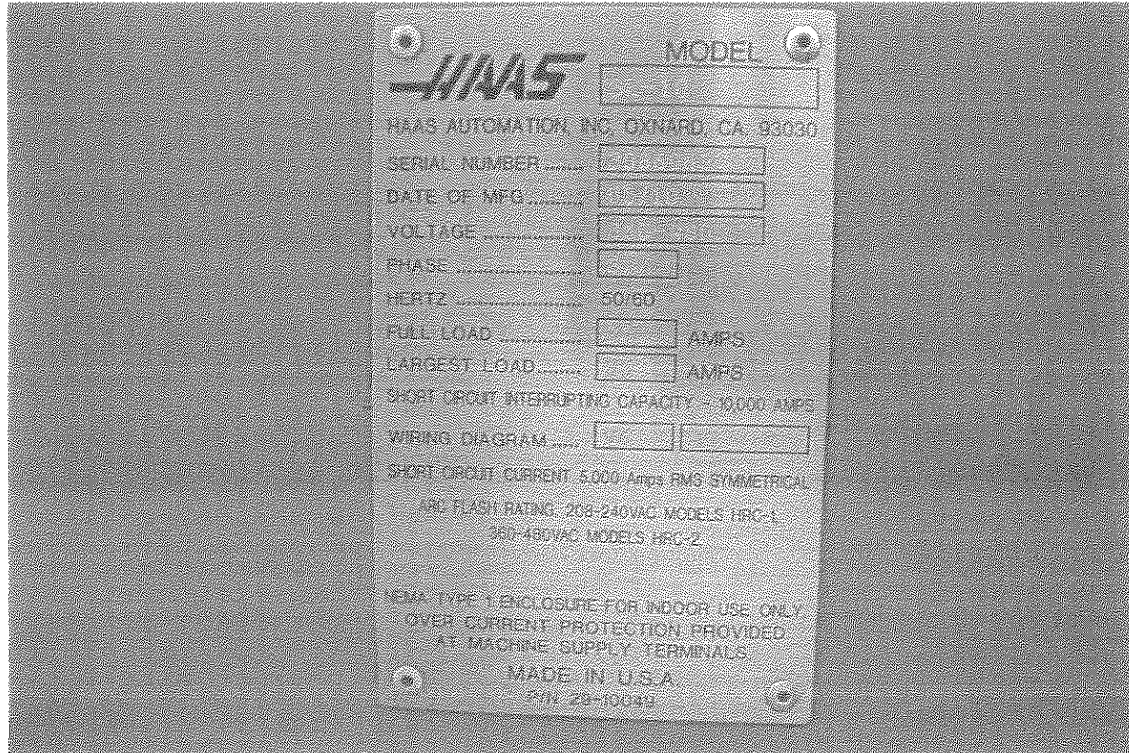 MODEL
HAAS
HAAS AUTOMATION, INC, OXNARD, CA. 93030
SERIAL NUMBER ........
DATE OF MFG ..........
VOLTAGE ....................
PHASE .........................
HERTZ ......................... 50/60
FULL LOAD ................ AMPS
LARGEST LOAD ........ AMPS
SHORT CIRCUIT INTERRUPTING CAPACITY - 10,000 AMPS
WIRING DIAGRAM .....
SHORT CIRCUIT CURRENT 5,000 Amps RMS SYMMETRICAL
ARC FLASH RATING: 208-240VAC MODELS HRC-1
380-480VAC MODELS HRC-2
NEMA TYPE 1 ENCLOSURE FOR INDOOR USE ONLY
OVER CURRENT PROTECTION PROVIDED
AT MACHINE SUPPLY TERMINALS
MADE IN U.S.A.
P/N 29-10049